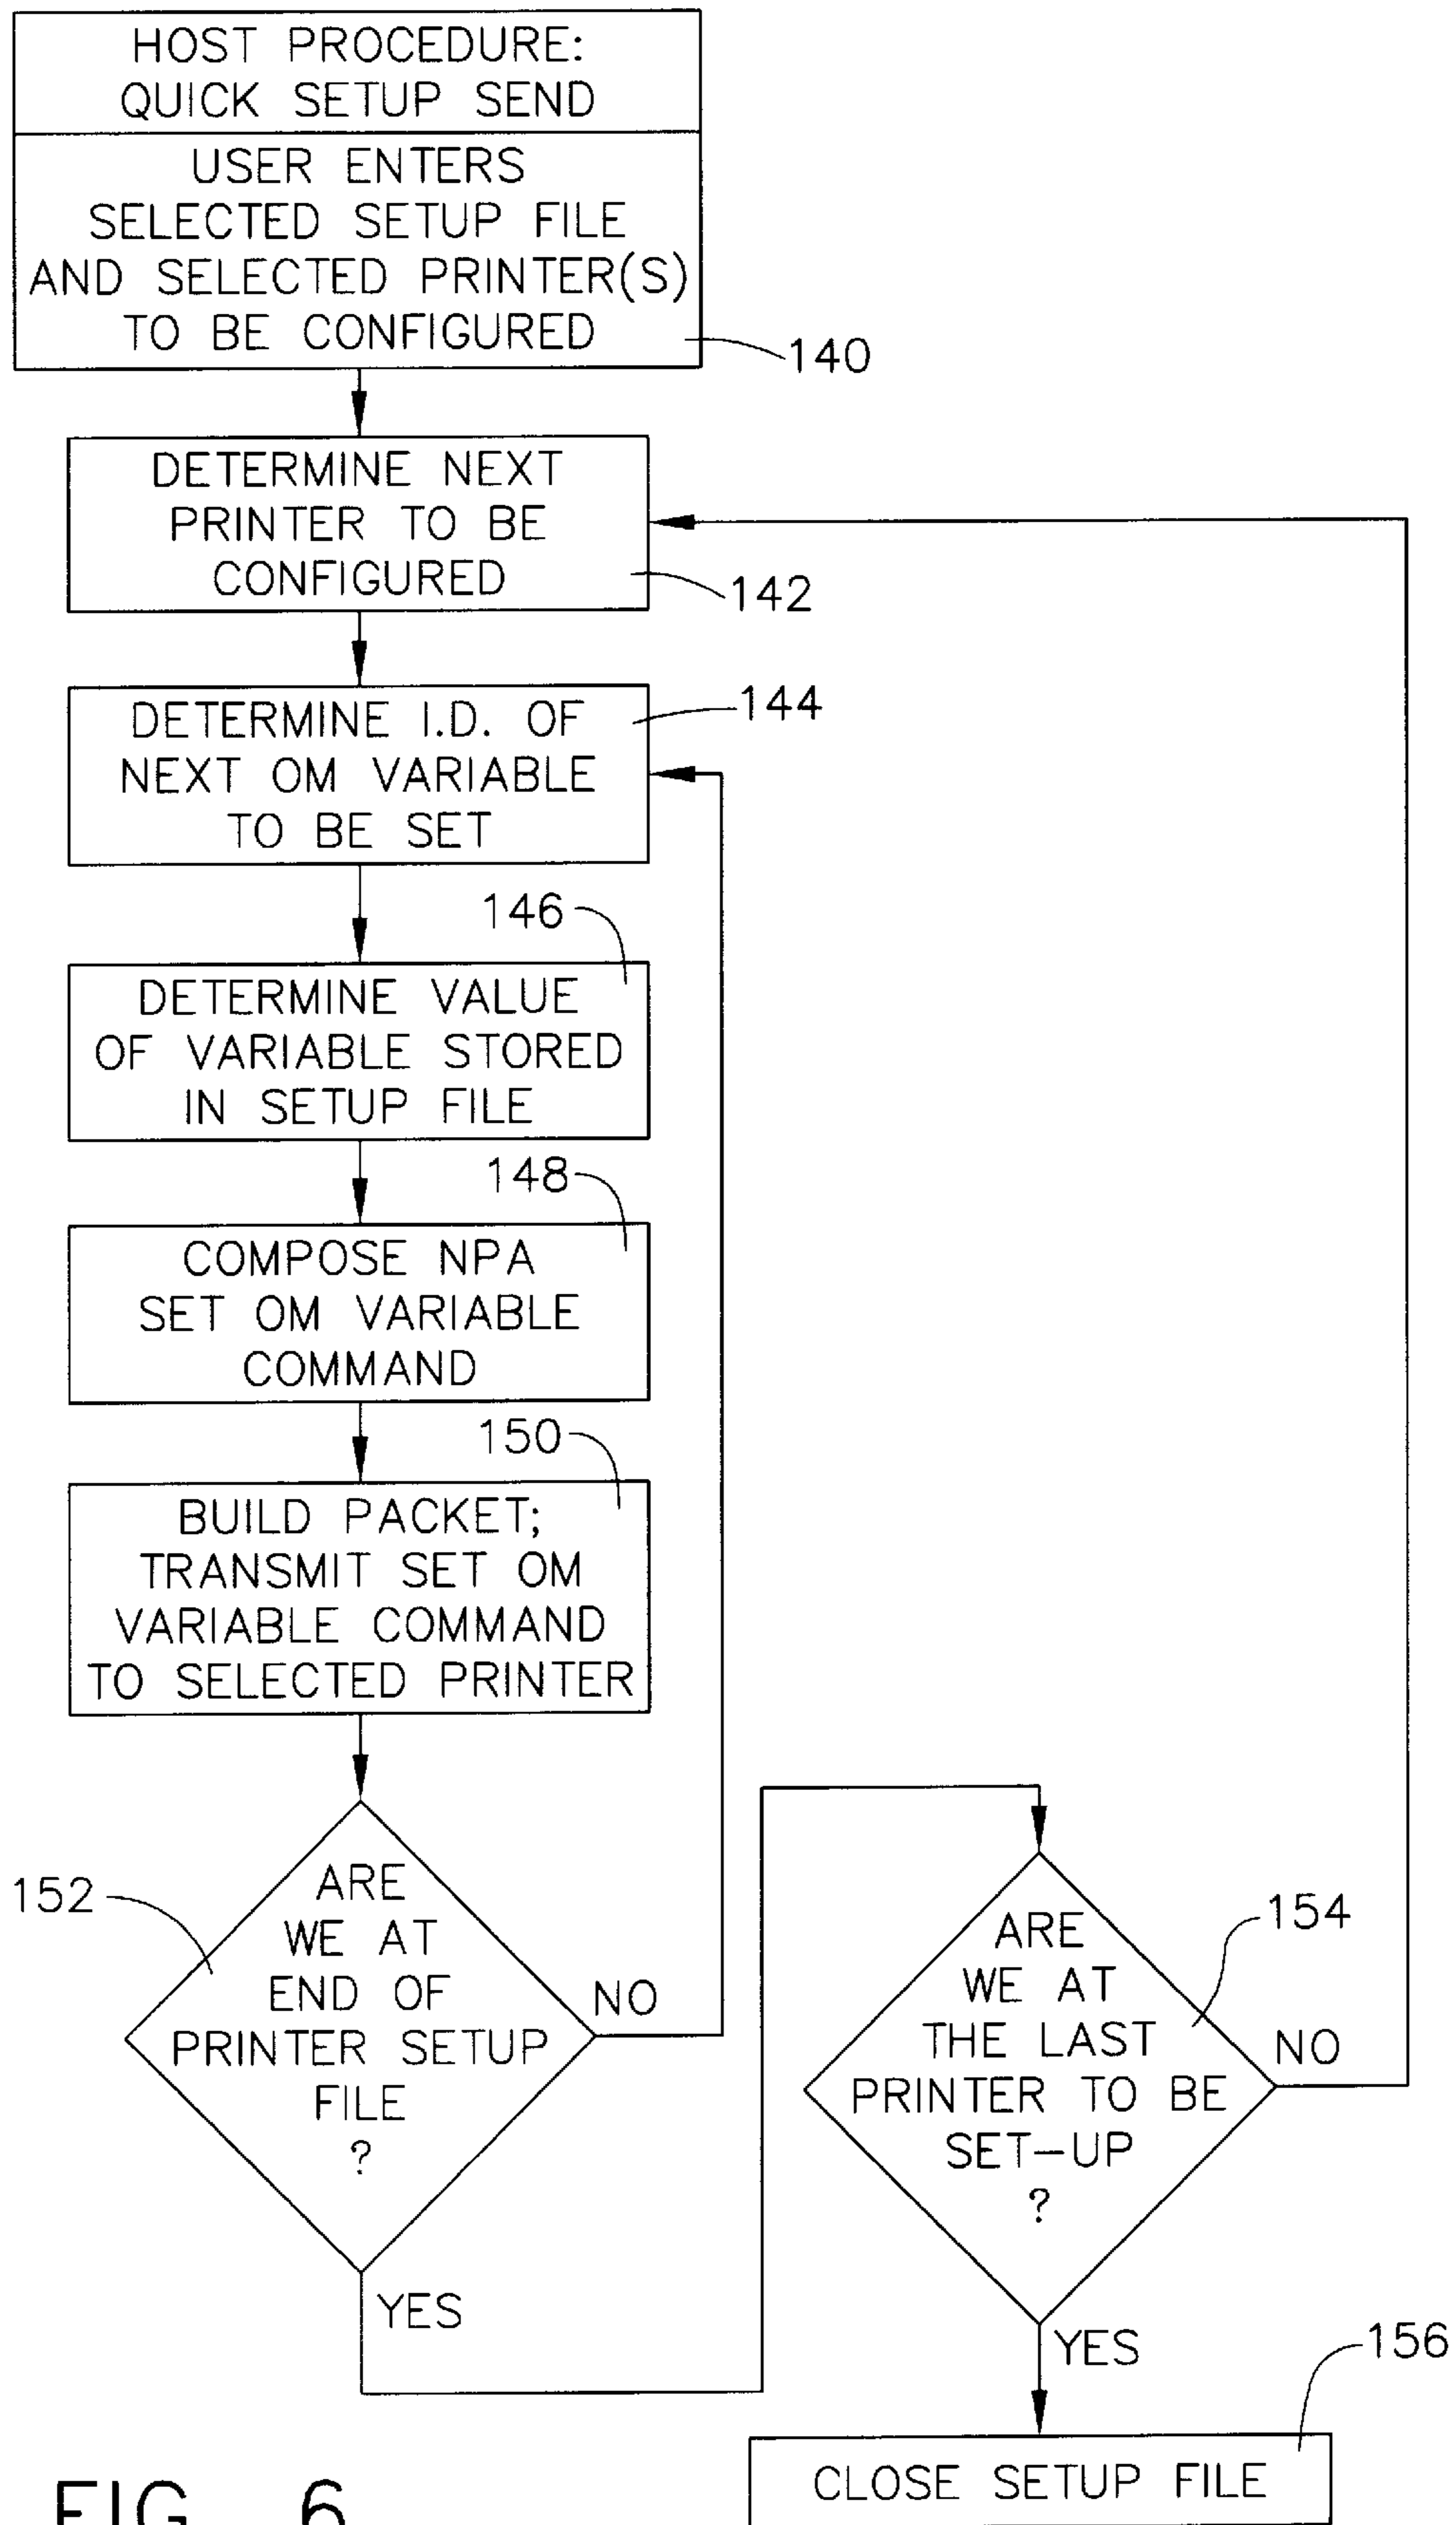 HOST PROCEDURE:
QUICK SETUP SEND
USER ENTERS
SELECTED SETUP FILE
AND SELECTED PRINTER(S)
TO BE CONFIGURED
140
DETERMINE NEXT
PRINTER TO BE
CONFIGURED
142
DETERMINE I.D. OF
NEXT OM VARIABLE
TO BE SET
144
146
DETERMINE VALUE
OF VARIABLE STORED
IN SETUP FILE
148
COMPOSE NPA
SET OM VARIABLE
COMMAND
150
BUILD PACKET;
TRANSMIT SET OM
VARIABLE COMMAND
TO SELECTED PRINTER
152
ARE
WE AT
END OF
PRINTER SETUP
FILE
?
NO
YES
154
ARE
WE AT
THE LAST
PRINTER TO BE
SET-UP
?
NO
YES
156
CLOSE SETUP FILE
FIG. 6